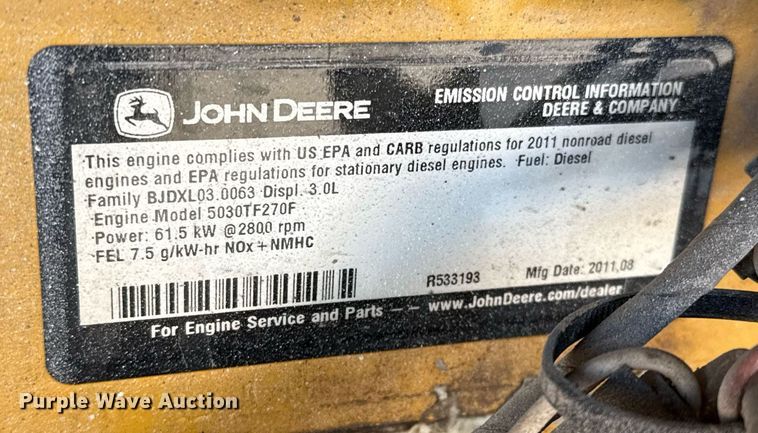 JOHN DEERE
EMISSION CONTROL INFORMATION
DEERE & COMPANY
This engine complies with US EPA and CARB regulations for 2011 nonroad diesel
engines and EPA regulations for stationary diesel engines. Fuel: Diesel
Family BJDXL03.0063 Displ. 3.0L
Engine Model 5030TF270F
Power: 61.5 kW @2800 rpm
FEL 7.5 g/kW-hr NOx+NMHC
R533193 Mfg Date: 2011,08
For Engine Service and Parts -- www.JohnDeere.com/dealer
Purple Wave Auction